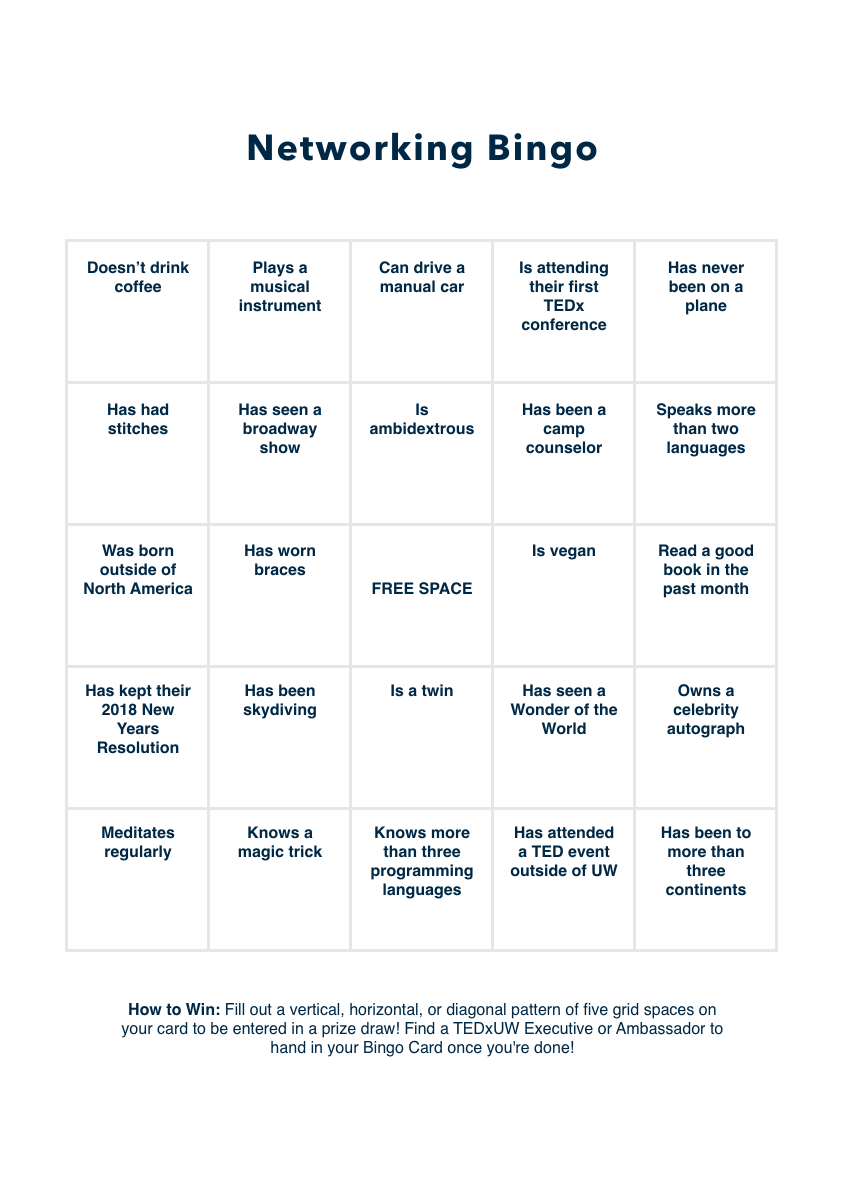 Networking Bingo
Doesn’t drink
coffee
Plays a
musical
instrument
Can drive a
manual car
Is attending
their first
TEDx
conference
Has never
been on a
plane
Has had
stitches
Has seen a
broadway
show
Is
ambidextrous
Has been a
camp
counselor
Speaks more
than two
languages
Was born
outside of
North America
Has worn
braces
FREE SPACE
Is vegan
Read a good
book in the
past month
Has kept their
2018 New
Years
Resolution
Has been
skydiving
Is a twin
Has seen a
Wonder of the
World
Owns a
celebrity
autograph
Meditates
regularly
Knows a
magic trick
Knows more
than three
programming
languages
Has attended
a TED event
outside of UW
Has been to
more than
three
continents
How to Win: Fill out a vertical, horizontal, or diagonal pattern of five grid spaces on
your card to be entered in a prize draw! Find a TEDxUW Executive or Ambassador to
hand in your Bingo Card once you're done!